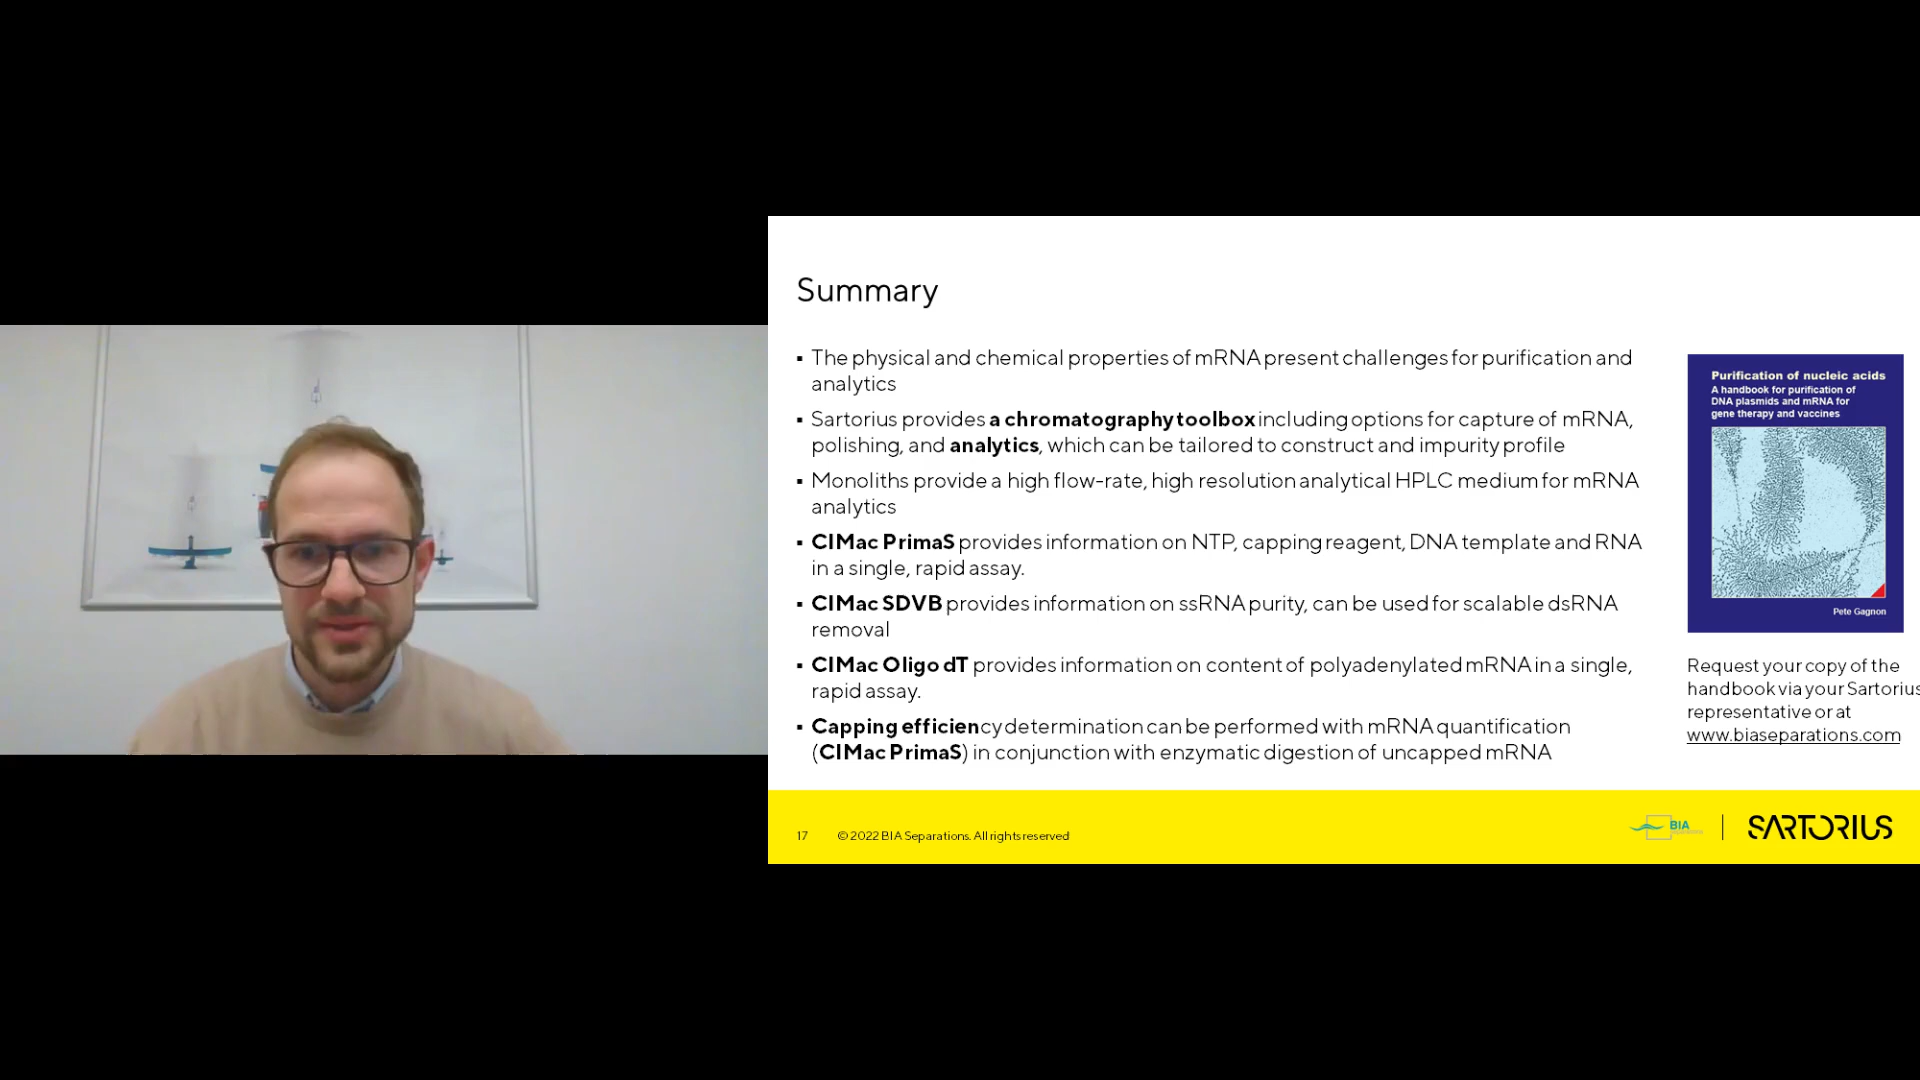 Summary
▪ The physical and chemical properties of mRNA present challenges for purification and
analytics
▪ Sartorius provides a chromatography toolbox including options for capture of mRNA,
polishing, and analytics, which can be tailored to construct and impurity profile
▪ Monoliths provide a high flow-rate, high resolution analytical HPLC medium for mRNA
analytics
▪ CIMac PrimaS provides information on NTP, capping reagent, DNA template and RNA
in a single, rapid assay.
▪ CIMac SDVB provides information on ssRNA purity, can be used for scalable dsRNA
removal
▪ CIMac Oligo dT provides information on content of polyadenylated mRNA in a single,
rapid assay.
▪ Capping efficiency determination can be performed with mRNA quantification
(CIMac PrimaS) in conjunction with enzymatic digestion of uncapped mRNA
Purification of nucleic acids
A handbook for purification of
DNA plasmids and mRNA for
gene therapy and vaccines
Pete Gagnon
Request your copy of the
handbook via your Sartorius
representative or at
www.biaseparations.com
17 © 2022 BIA Separations. All rights reserved
BIA
SARTORIUS